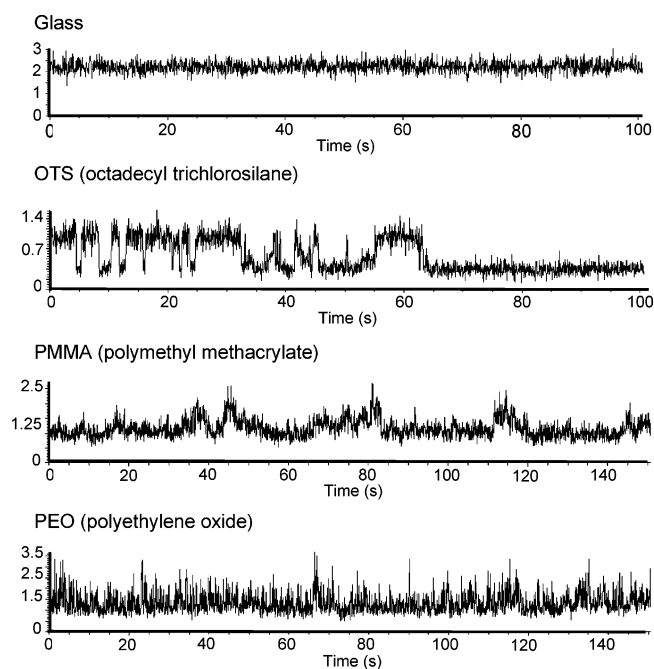 Glass
3
2
1
0
0 20 40 60 80 100
Time (s)
OTS (octadecyl trichlorosilane)
1.4
0.7
0
0 20 40 60 100
Time (s)
PMMA (polymethyl methacrylate)
2.5
1.25
0
0 20 40 60 80 100 120 140
Time (s)
PEO (polyethylene oxide)
3.5
2.5
1.5
0
0 20 40 60 80 100 120 140
Time (s)